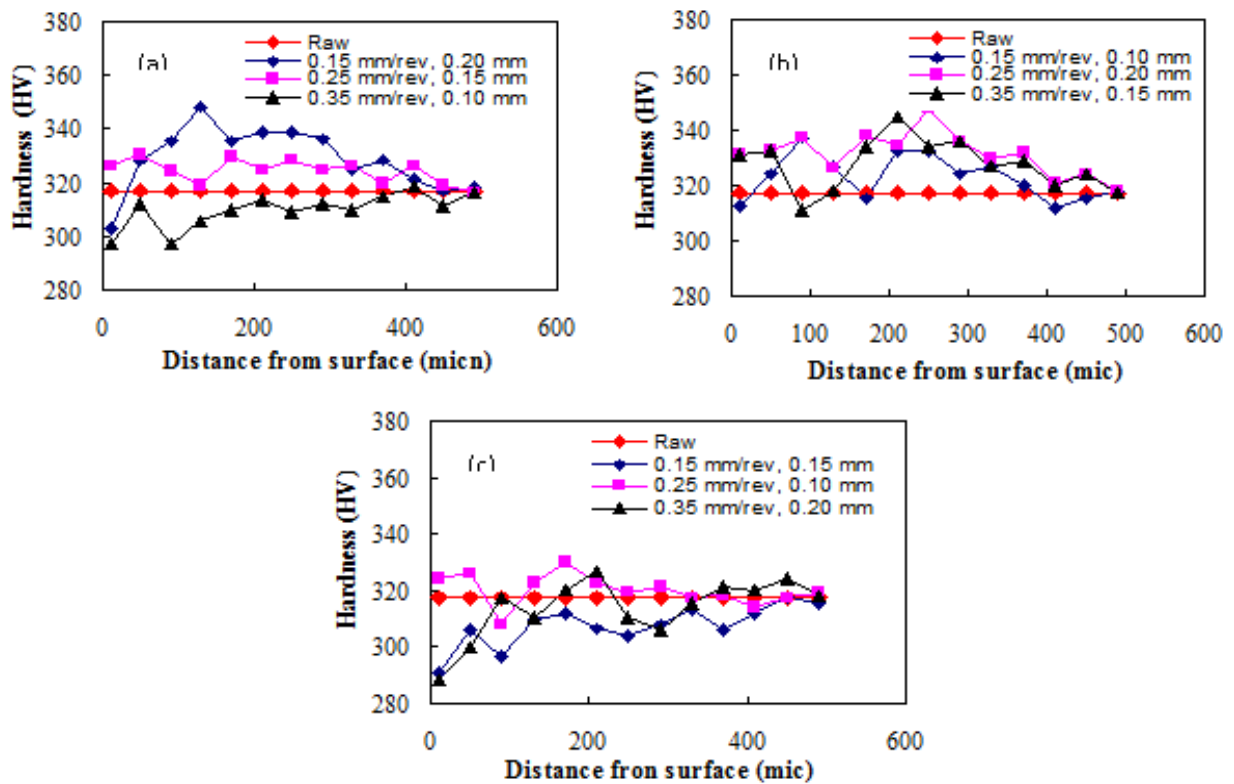 380
360
340
320
300
280
Hardness (HV)
(a)
Raw
0.15 mm/rev, 0.20 mm
0.25 mm/rev, 0.15 mm
0.35 mm/rev, 0.10 mm
0 200 400 600
Distance from surface (micn)
380
360
340
320
300
280
Hardness (HV)
(b)
Raw
0.15 mm/rev, 0.10 mm
0.25 mm/rev, 0.20 mm
0.35 mm/rev, 0.15 mm
0 100 200 300 400 500 600
Distance from surface (mic)
380
360
340
320
300
280
Hardness (HV)
(c)
Raw
0.15 mm/rev, 0.15 mm
0.25 mm/rev, 0.10 mm
0.35 mm/rev, 0.20 mm
0 200 400 600
Distance fron surface (mic)